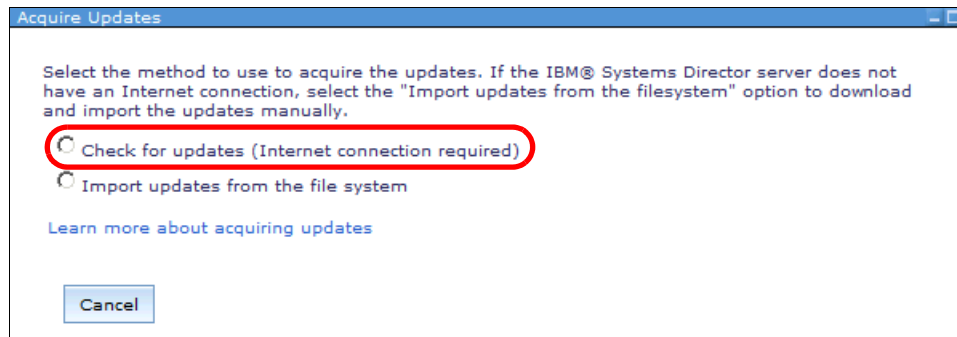 Acquire Updates
Select the method to use to acquire the updates. If the IBM® Systems Director server does not
have an Internet connection, select the "Import updates from the filesystem" option to download
and import the updates manually.
Check for updates (Internet connection required)
Import updates from the file system
Learn more about acquiring updates
Cancel